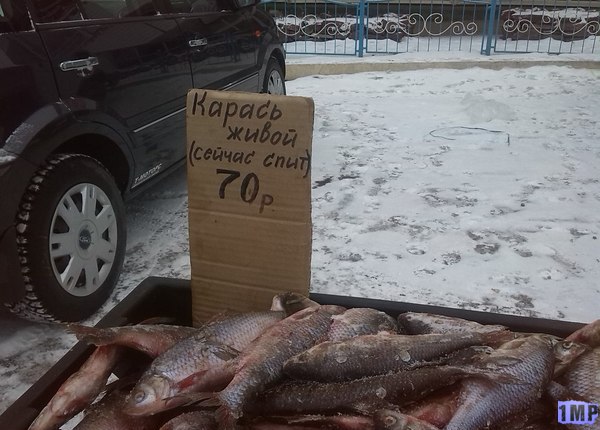 Карась
живой
(сейчас спит)
70р
1MP